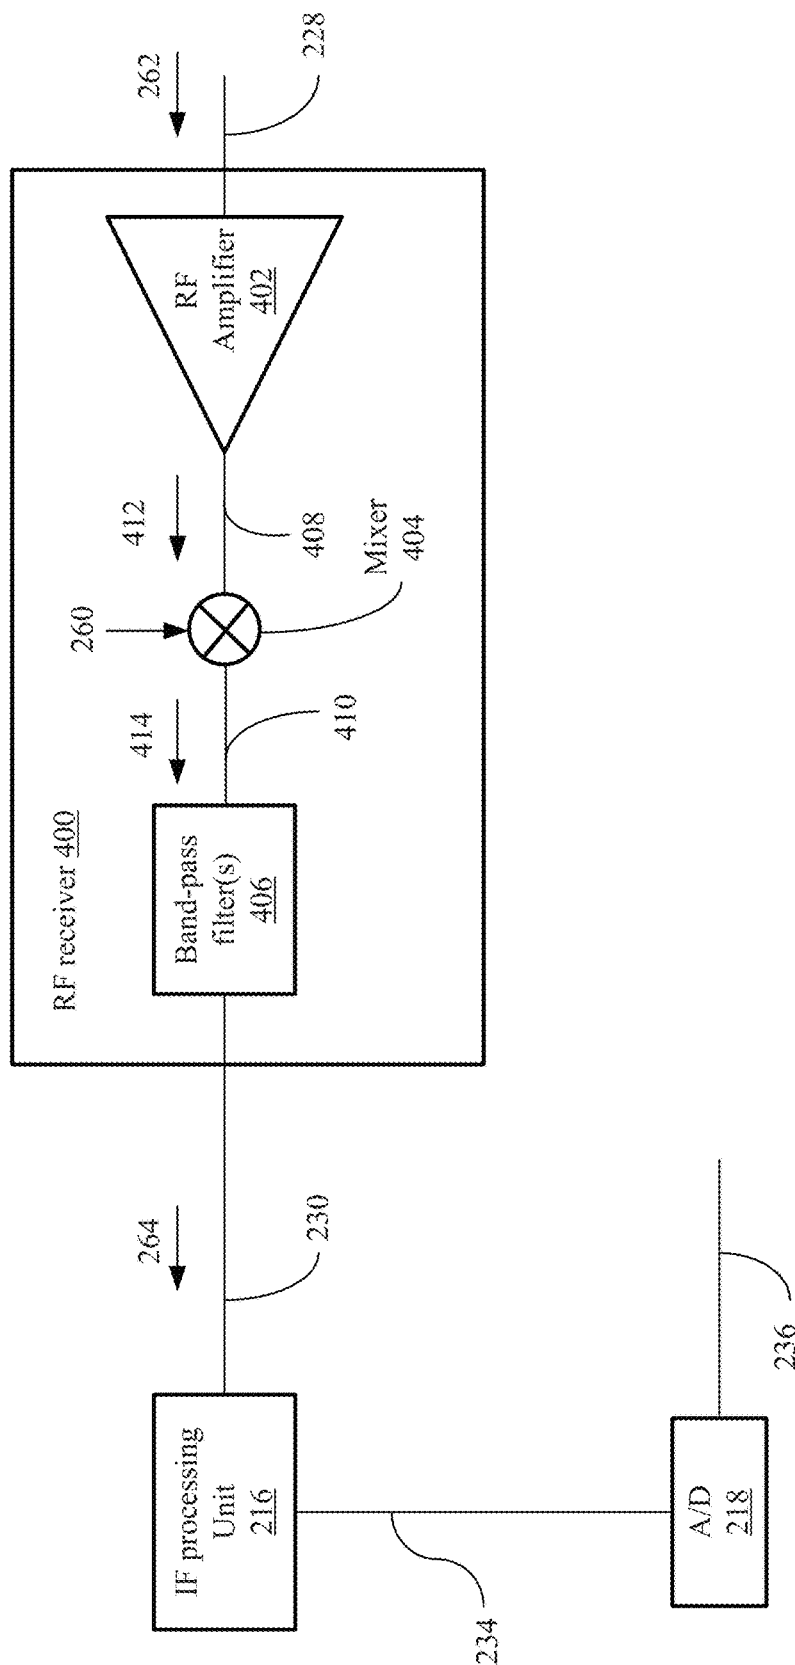 RF receiver 400
264
414
260
412
262
IF processing
Unit
216
230
Band-pass
filter(s)
406
410
Mixer
404
408
RF
Amplifier
402
228
234
A/D
218
236